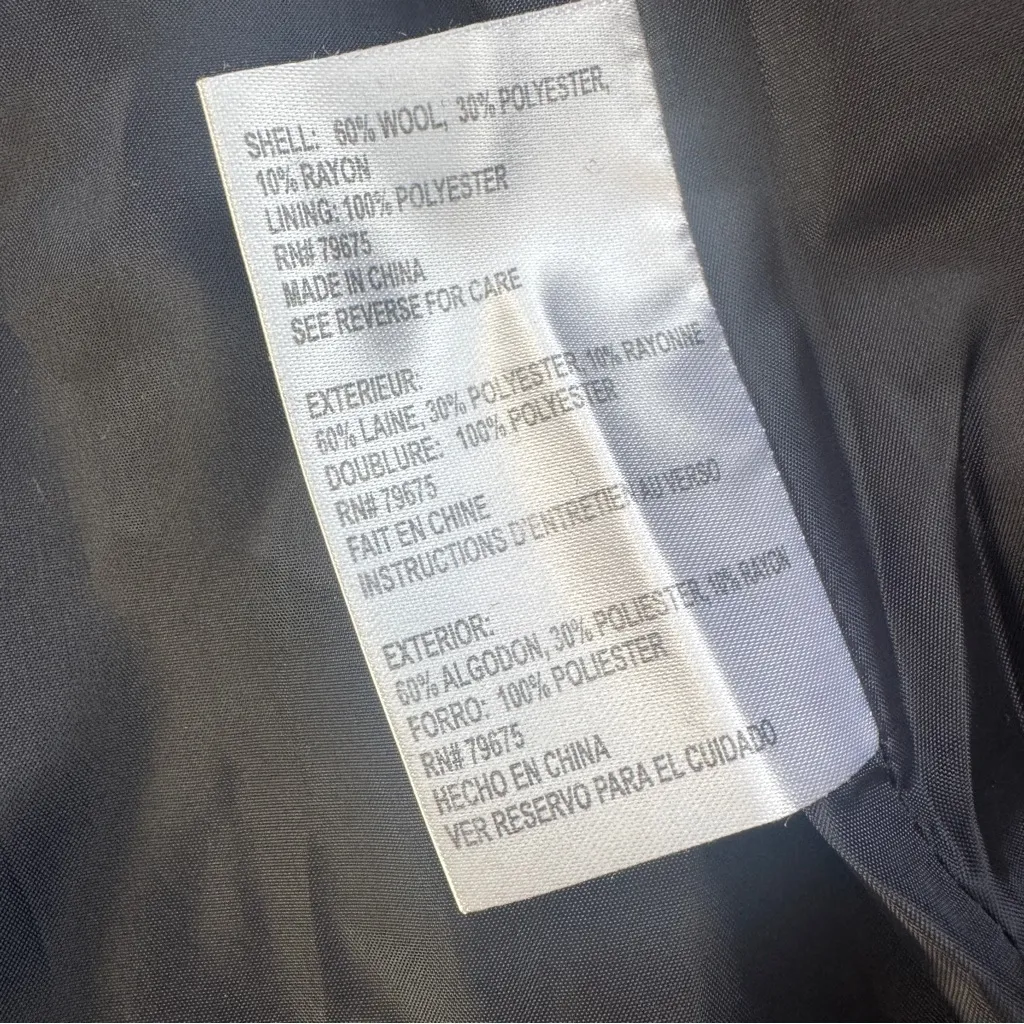 SHELL: 60% WOOL, 30% POLYESTER,
10% RAYON
LINING: 100% POLYESTER
RN# 79675
MADE IN CHINA
SEE REVERSE FOR CARE
EXTERIEUR:
60% LAINE, 30% POLYESTER, 10% RAYONNE
DOUBLURE: 100% POLYESTER
RN# 79675
FAIT EN CHINE
INSTRUCTIONS D'ENTRETIEN AU VERSO
EXTERIOR:
60% ALGODON, 30% POLIESTER, 10% RAYON
FORRO: 100% POLIESTER
RN# 79675
HECHO EN CHINA
VER RESERVO PARA EL CUIDADO